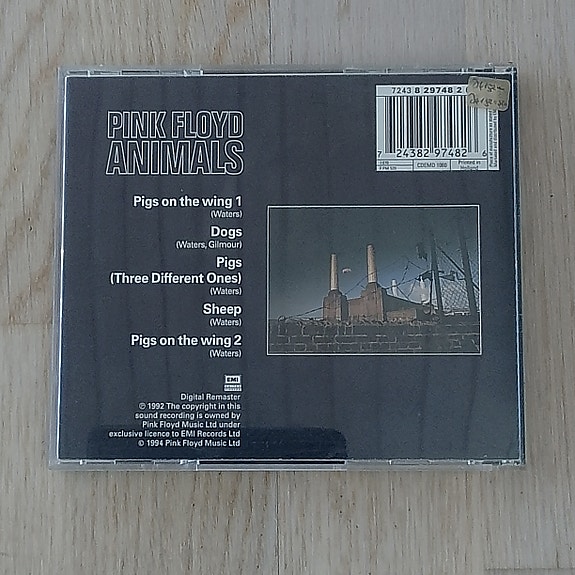 PINK FLOYD
ANIMALS
Pigs on the wing 1
(Waters)
Dogs
(Waters, Gilmour)
Pigs
(Three Different Ones)
(Waters)
Sheep
(Waters)
Pigs on the wing 2
(Waters)
EMI
Digital Remaster
℗ 1992 The copyright in this
sound recording is owned by
Pink Floyd Music Ltd under
exclusive licence to EMI Records Ltd
© 1994 Pink Floyd Music Ltd
7243 8 29748 2
7 24382 97482 6
CDEMD 1060
Printed in
Holland